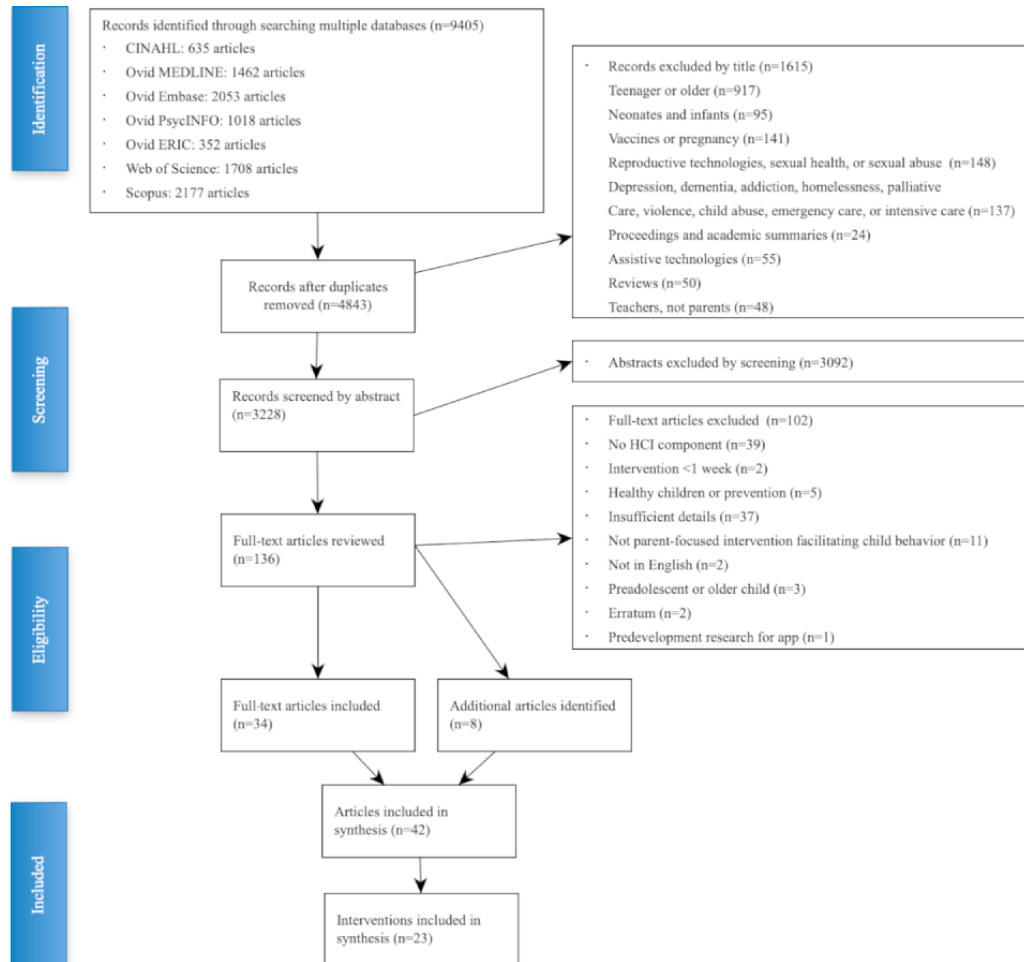 Identification
Records identified through searching multiple databases (n=9405)
· CINAHL: 635 articles
· Ovid MEDLINE: 1462 articles
· Ovid Embase: 2053 articles
· Ovid PsycINFO: 1018 articles
· Ovid ERIC: 352 articles
· Web of Science: 1708 articles
· Scopus: 2177 articles
· Records excluded by title (n=1615)
Teenager or older (n=917)
Neonates and infants (n=95)
Vaccines or pregnancy (n=141)
Reproductive technologies, sexual health, or sexual abuse (n=148)
Depression, dementia, addiction, homelessness, palliative
Care, violence, child abuse, emergency care, or intensive care (n=137)
Proceedings and academic summaries (n=24)
Assistive technologies (n=55)
Reviews (n=50)
Teachers, not parents (n=48)
Records after duplicates
removed (n=4843)
Screening
Records screened by abstract
(n=3228)
· Abstracts excluded by screening (n=3092)
· Full-text articles excluded (n=102)
· No HCI component (n=39)
· Intervention <1 week (n=2)
· Healthy children or prevention (n=5)
· Insufficient details (n=37)
· Not parent-focused intervention facilitating child behavior (n=11)
· Not in English (n=2)
· Preadolescent or older child (n=3)
· Erratum (n=2)
· Predevelopment research for app (n=1)
Eligibility
Full-text articles reviewed
(n=136)
Full-text articles included
(n=34)
Additional articles identified
(n=8)
Included
Articles included in
synthesis (n=42)
Interventions included in
synthesis (n=23)